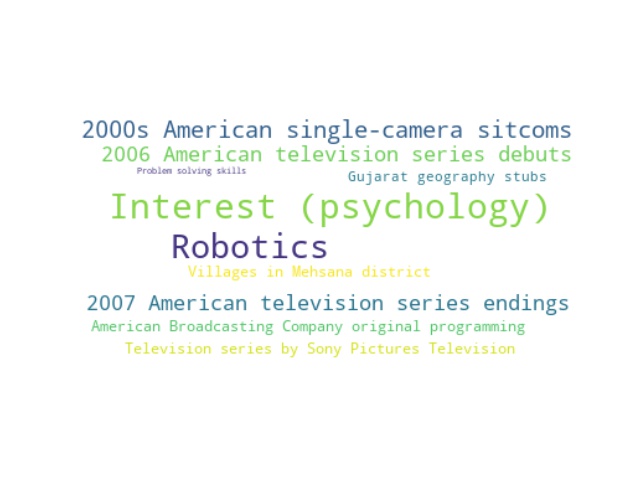 2000s American single-camera sitcoms
2006 American television series debuts
Problem solving skills
Gujarat geography stubs
Interest (psychology)
Robotics
Villages in Mehsana district
2007 American television series endings
American Broadcasting Company original programming
Television series by Sony Pictures Television